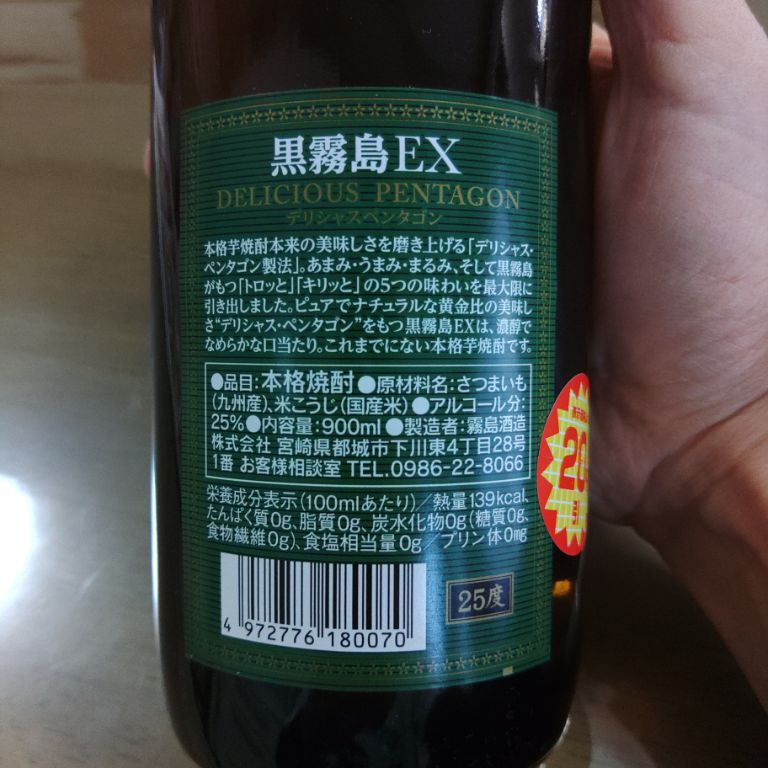 黒霧島EX
DELICIOUS PENTAGON
デリシャスペンタゴン
本格芋焼酎本来の美味しさを磨き上げる「デリシャス・
ペンタゴン製法」。あまみ・うまみ・まるみ、そして黒霧島
がもつ「トロッと」「キリッと」の5つの味わいを最大限に
引き出しました。ピュアでナチュラルな黄金比の美味し
さ“デリシャス・ペンタゴン”をもつ黒霧島EXは、濃醇で
なめらかな口当たり。これまでにない本格芋焼酎です。
●品目:本格焼酎●原材料名:さつまいも
(九州産)、米こうじ(国産米)●アルコール分:
25%●内容量:900ml●製造者:霧島酒造
株式会社 宮崎県都城市下川東4丁目28号
1番 お客様相談室 TEL.0986-22-8066
栄養成分表示(100mlあたり)/熱量139kcal、
たんぱく質0g、脂質0g、炭水化物0g(糖質0g、
食物繊維0g)、食塩相当量0g/プリン体0mg
4 972776 180070
25度
20
引